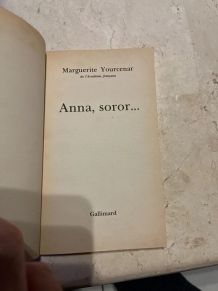 Marguerite Yourcenar
de l'Académie française
Anna, soror...
Gallimard